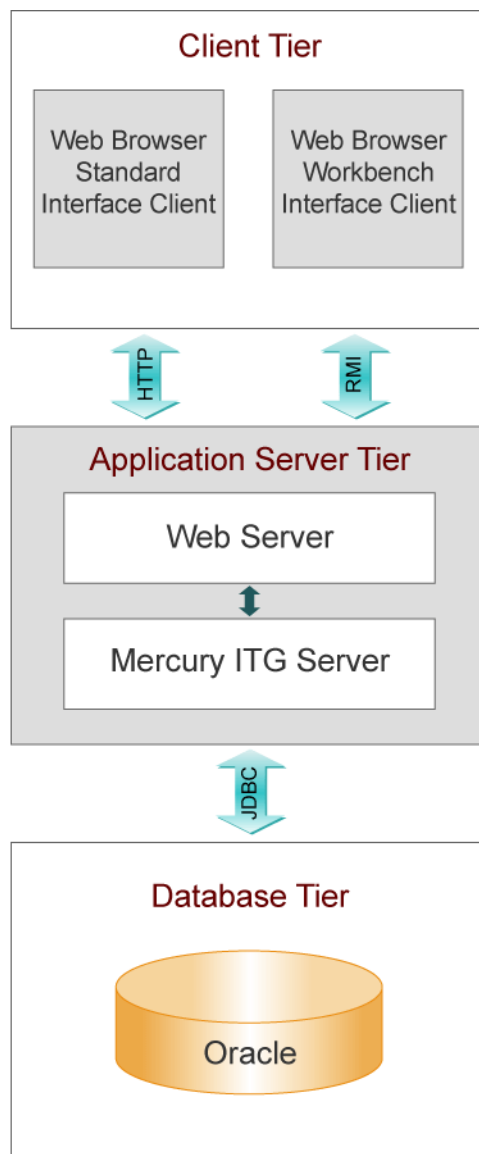 Client Tier
Web Browser
Standard
Interface Client
Web Browser
Workbench
Interface Client
HTTP
RMI
Application Server Tier
Web Server
Mercury ITG Server
JDBC
Database Tier
Oracle